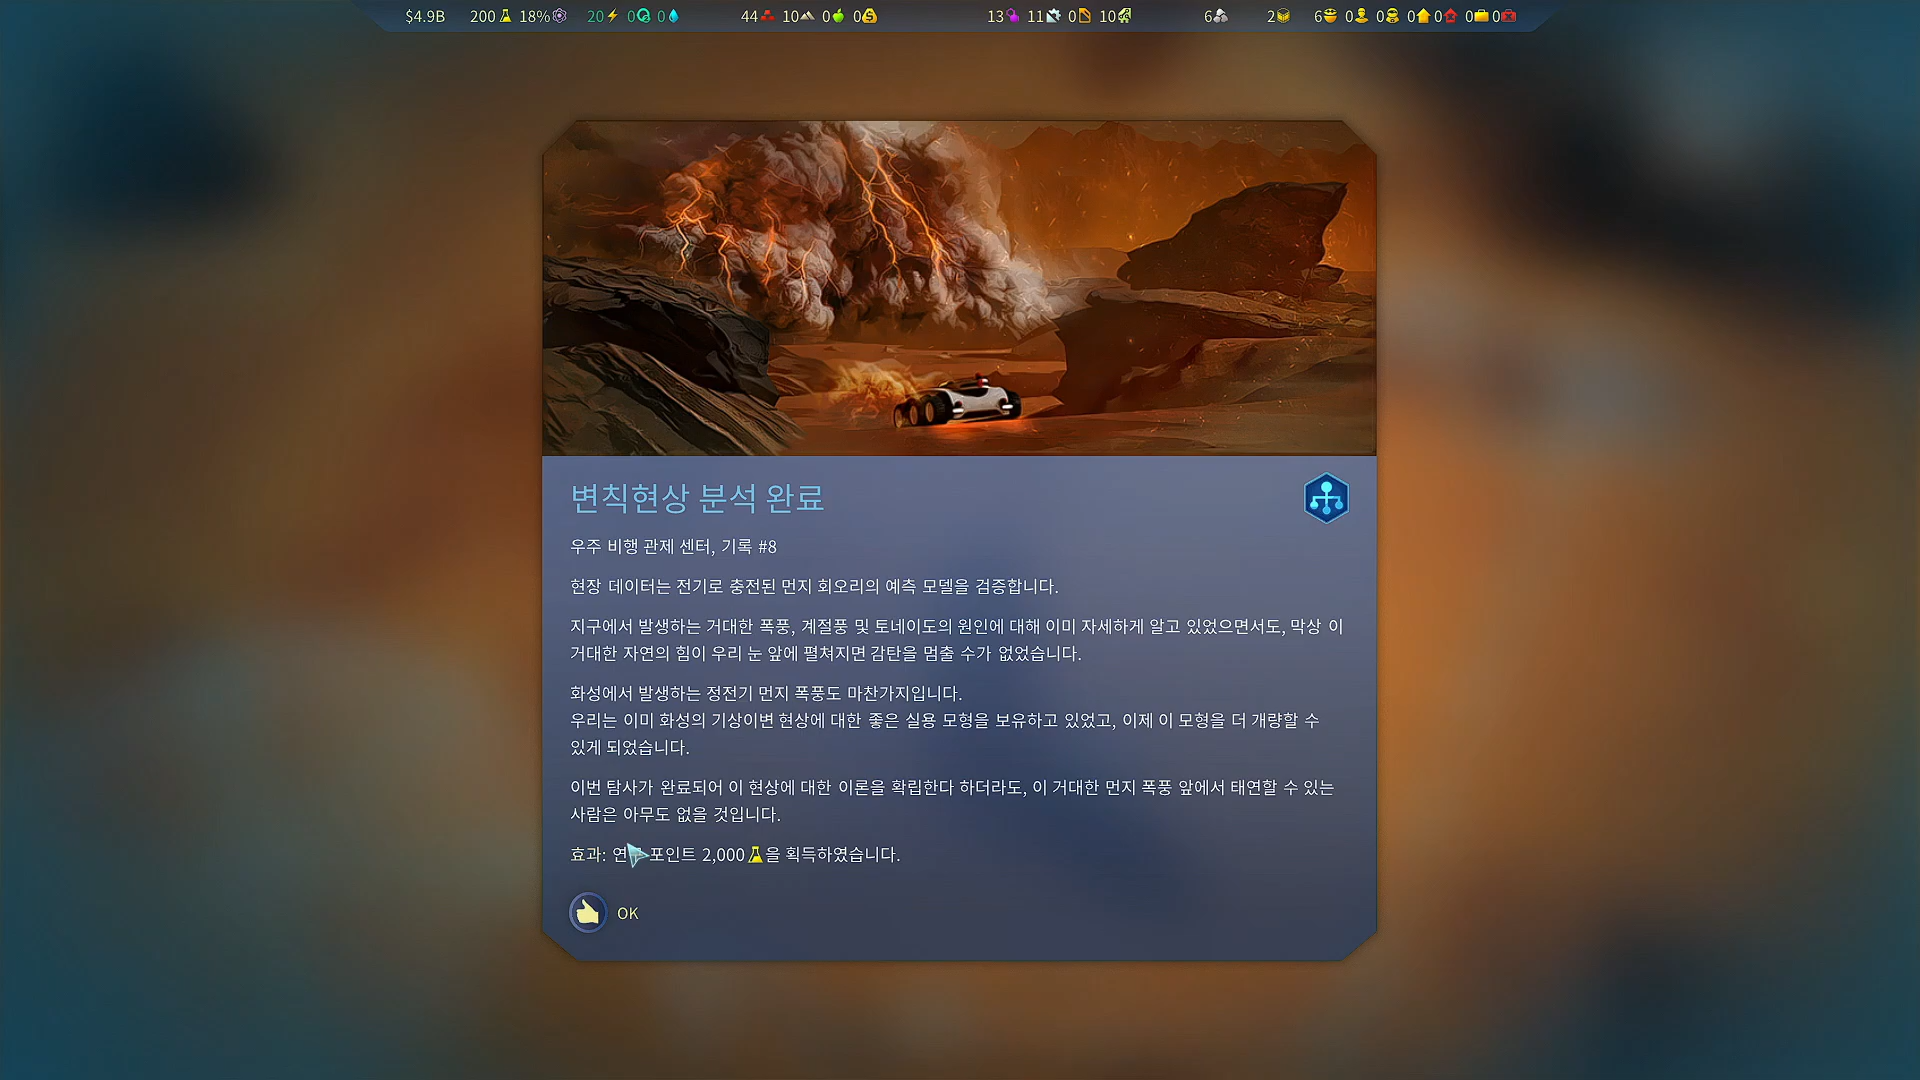 $4.9B 200 18% 20 0 0 44 10 0 0 13 11 0 10 6 2 6 0 0 0 0 0 0
변칙현상 분석 완료
우주 비행 관제 센터, 기록 #8
현장 데이터는 전기로 충전된 먼지 회오리의 예측 모델을 검증합니다.
지구에서 발생하는 거대한 폭풍, 계절풍 및 토네이도의 원인에 대해 이미 자세하게 알고 있었으면서도, 막상 이
거대한 자연의 힘이 우리 눈 앞에 펼쳐지면 감탄을 멈출 수가 없었습니다.
화성에서 발생하는 정전기 먼지 폭풍도 마찬가지입니다.
우리는 이미 화성의 기상이변 현상에 대한 좋은 실용 모형을 보유하고 있었고, 이제 이 모형을 더 개량할 수
있게 되었습니다.
이번 탐사가 완료되어 이 현상에 대한 이론을 확립한다 하더라도, 이 거대한 먼지 폭풍 앞에서 태연할 수 있는
사람은 아무도 없을 것입니다.
효과: 포인트 2,000을 획득하였습니다.
OK